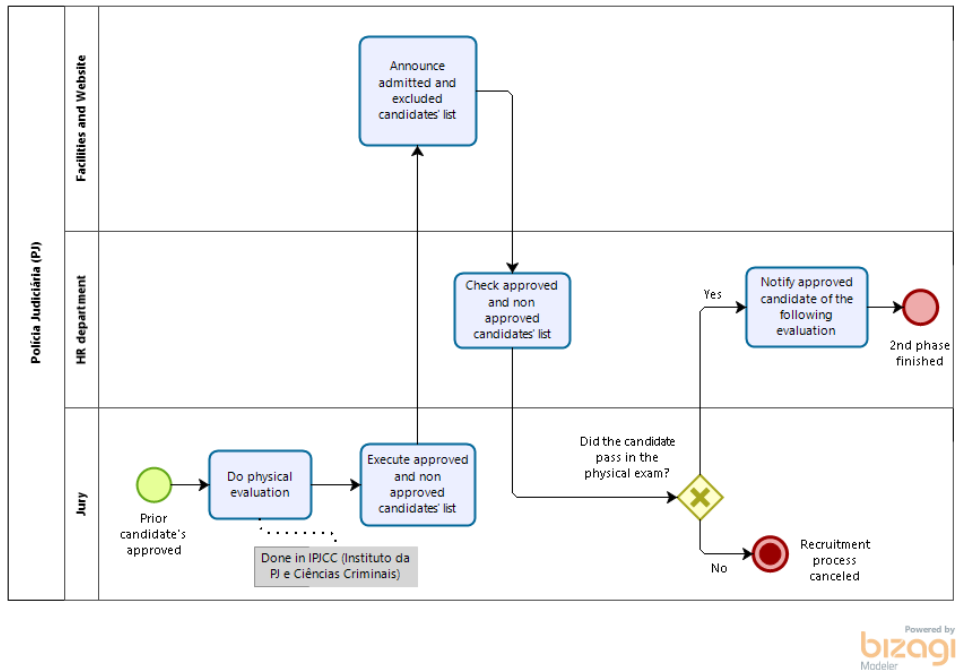 Polícia Judiciária (PJ)
Facilities and Website
Announce
admitted and
excluded
candidates' list
HR department
Check approved
and non
approved
candidates' list
Yes
Notify approved
candidate of the
following
evaluation
2nd phase
finished
Jury
Prior
candidate's
approved
Do physical
evaluation
Execute approved
and non
approved
candidates' list
Done in IPJCC (Instituto da
PJ e Ciências Criminais)
Did the candidate
pass in the
physical exam?
No
Recruitment
process
canceled
Powered by
bizagi
Modeler